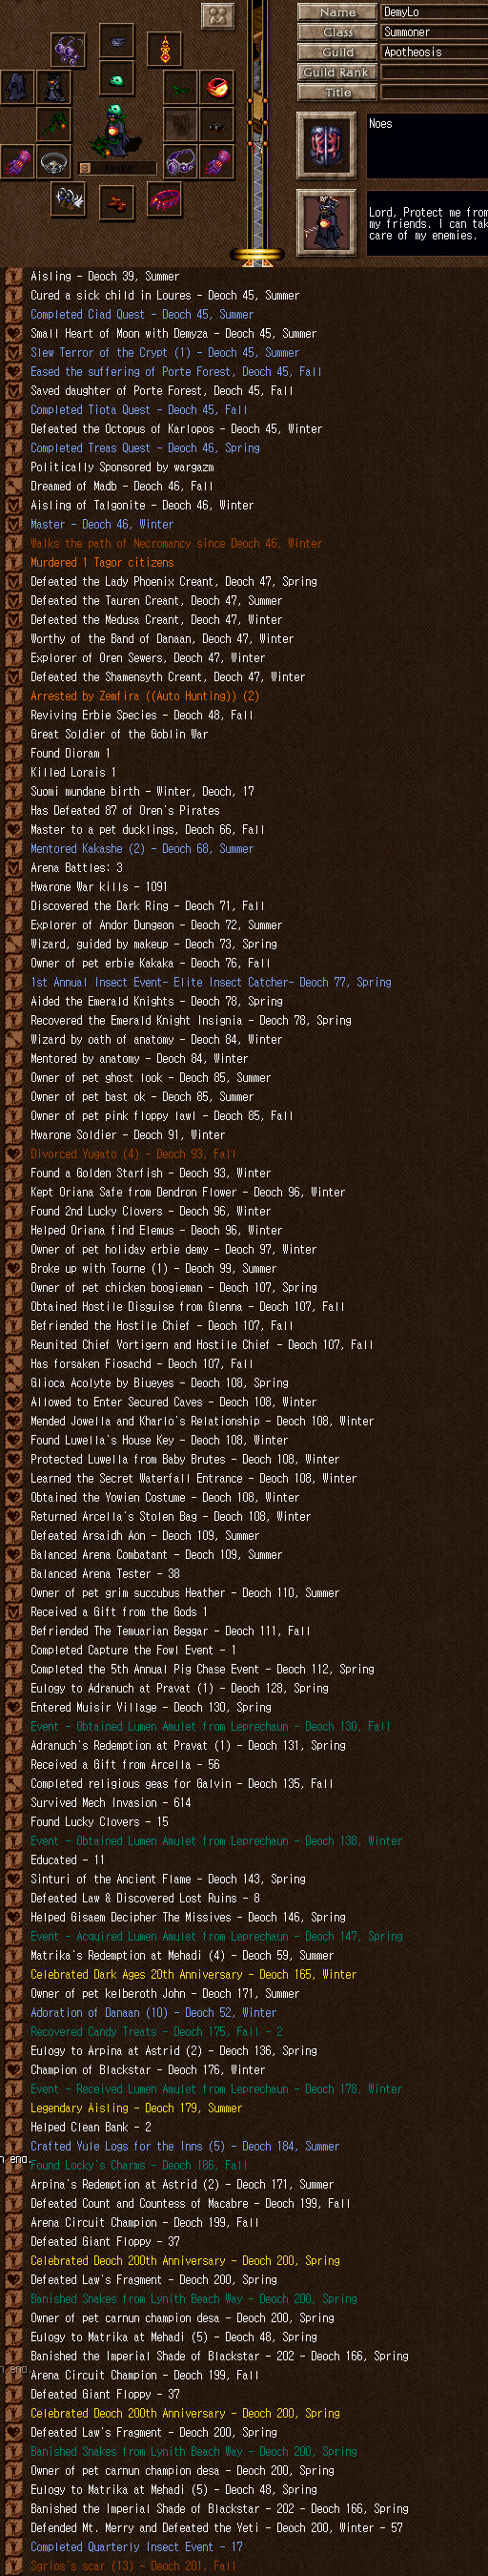 Name
DemyLo
Class
Summoner
Guild
Apotheosis
Guild Rank
Title
Noes
Awake
Lord, Protect me from
my friends. I can tak
care of my enemies.
Aisling - Deoch 39, Summer
Cured a sick child in Loures - Deoch 45, Summer
Completed Ciad Quest - Deoch 45, Summer
Small Heart of Moon with Demyza - Deoch 45, Summer
Slew Terror of the Crypt (1) - Deoch 45, Summer
Eased the suffering of Porte Forest, Deoch 45, Fall
Saved daughter of Porte Forest, Deoch 45, Fall
Completed Tiota Quest - Deoch 45, Fall
Defeated the Octopus of Karlopos - Deoch 45, Winter
Completed Treas Quest - Deoch 46, Spring
Politically Sponsored by wargazm
Dreamed of Madb - Deoch 46, Fall
Aisling of Talgonite - Deoch 46, Winter
Master - Deoch 46, Winter
Walks the path of Necromancy since Deoch 46, Winter
Murdered 1 Tagor citizens
Defeated the Lady Phoenix Creant, Deoch 47, Spring
Defeated the Tauren Creant, Deoch 47, Summer
Defeated the Medusa Creant, Deoch 47, Winter
Worthy of the Band of Danaan, Deoch 47, Winter
Explorer of Oren Sewers, Deoch 47, Winter
Defeated the Shamensyth Creant, Deoch 47, Winter
Arrested by Zemfira ((Auto Hunting)) (2)
Reviving Erbie Species - Deoch 48, Fall
Great Soldier of the Goblin War
Found Dioram 1
Killed Lorais 1
Suomi mundane birth - Winter, Deoch, 17
Has Defeated 87 of Oren's Pirates
Master to a pet ducklings, Deoch 66, Fall
Mentored Kakashe (2) - Deoch 68, Summer
Arena Battles: 3
Hwarone War kills - 1091
Discovered the Dark Ring - Deoch 71, Fall
Explorer of Andor Dungeon - Deoch 72, Summer
Wizard, guided by makeup - Deoch 73, Spring
Owner of pet erbie Kakaka - Deoch 76, Fall
1st Annual Insect Event- Elite Insect Catcher- Deoch 77, Spring
Aided the Emerald Knights - Deoch 78, Spring
Recovered the Emerald Knight Insignia - Deoch 78, Spring
Wizard by oath of anatomy - Deoch 84, Winter
Mentored by anatomy - Deoch 84, Winter
Owner of pet ghost look - Deoch 85, Summer
Owner of pet bast ok - Deoch 85, Summer
Owner of pet pink floppy lawl - Deoch 85, Fall
Hwarone Soldier - Deoch 91, Winter
Divorced Yugato (4) - Deoch 93, Fall
Found a Golden Starfish - Deoch 93, Winter
Kept Oriana Safe from Dendron Flower - Deoch 96, Winter
Found 2nd Lucky Clovers - Deoch 96, Winter
Helped Oriana find Elemus - Deoch 96, Winter
Owner of pet holiday erbie demy - Deoch 97, Winter
Broke up with Tourne (1) - Deoch 99, Summer
Owner of pet chicken boogieman - Deoch 107, Spring
Obtained Hostile Disguise from Glenna - Deoch 107, Fall
Befriended the Hostile Chief - Deoch 107, Fall
Reunited Chief Vortigern and Hostile Chief - Deoch 107, Fall
Has forsaken Fiosachd - Deoch 107, Fall
Glioca Acolyte by Biueyes - Deoch 108, Spring
Allowed to Enter Secured Caves - Deoch 108, Winter
Mended Jowella and Kharlo's Relationship - Deoch 108, Winter
Found Luwella's House Key - Deoch 108, Winter
Protected Luwella from Baby Brutes - Deoch 108, Winter
Learned the Secret Waterfall Entrance - Deoch 108, Winter
Obtained the Yowien Costume - Deoch 108, Winter
Returned Arcella's Stolen Bag - Deoch 108, Winter
Defeated Arsaidh Aon - Deoch 109, Summer
Balanced Arena Combatant - Deoch 109, Summer
Balanced Arena Tester - 38
Owner of pet grim succubus Heather - Deoch 110, Summer
Received a Gift from the Gods 1
Befriended The Temuarian Beggar - Deoch 111, Fall
Completed Capture the Fowl Event - 1
Completed the 5th Annual Pig Chase Event - Deoch 112, Spring
Eulogy to Adranuch at Pravat (1) - Deoch 128, Spring
Entered Muisir Village - Deoch 130, Spring
Event - Obtained Lumen Amulet from Leprechaun - Deoch 130, Fall
Adranuch's Redemption at Pravat (1) - Deoch 131, Spring
Received a Gift from Arcella - 56
Completed religious geas for Galvin - Deoch 135, Fall
Survived Mech Invasion - 614
Found Lucky Clovers - 15
Event - Obtained Lumen Amulet from Leprechaun - Deoch 138, Winter
Educated - 11
Sinturi of the Ancient Flame - Deoch 143, Spring
Defeated Law & Discovered Lost Ruins - 8
Helped Gisaem Decipher The Missives - Deoch 146, Spring
Event - Acquired Lumen Amulet from Leprechaun - Deoch 147, Spring
Matrika's Redemption at Mehadi (4) - Deoch 59, Summer
Celebrated Dark Ages 20th Anniversary - Deoch 165, Winter
Owner of pet kelberoth John - Deoch 171, Summer
Adoration of Danaan (10) - Deoch 52, Winter
Recovered Candy Treats - Deoch 175, Fall - 2
Eulogy to Arpina at Astrid (2) - Deoch 136, Spring
Champion of Blackstar - Deoch 176, Winter
Event - Received Lumen Amulet from Leprechaun - Deoch 178, Winter
Legendary Aisling - Deoch 179, Summer
Helped Clean Bank - 2
Crafted Yule Logs for the Inns (5) - Deoch 184, Summer
n end.
Found Locky's Charms - Deoch 186, Fall
Arpina's Redemption at Astrid (2) - Deoch 171, Summer
Defeated Count and Countess of Macabre - Deoch 199, Fall
Arena Circuit Champion - Deoch 199, Fall
Defeated Giant Floppy - 37
Celebrated Deoch 200th Anniversary - Deoch 200, Spring
Defeated Law's Fragment - Deoch 200, Spring
Banished Snakes from Lynith Beach Way - Deoch 200, Spring
Owner of pet carnun champion desa - Deoch 200, Spring
Eulogy to Matrika at Mehadi (5) - Deoch 48, Spring
Banished the Imperial Shade of Blackstar - 202 - Deoch 166, Spring
n end.
Arena Circuit Champion - Deoch 199, Fall
Defeated Giant Floppy - 37
Celebrated Deoch 200th Anniversary - Deoch 200, Spring
Defeated Law's Fragment - Deoch 200, Spring
Banished Snakes from Lynith Beach Way - Deoch 200, Spring
Owner of pet carnun champion desa - Deoch 200, Spring
Eulogy to Matrika at Mehadi (5) - Deoch 48, Spring
Banished the Imperial Shade of Blackstar - 202 - Deoch 166, Spring
Defended Mt. Merry and Defeated the Yeti - Deoch 200, Winter - 57
Completed Quarterly Insect Event - 17
Sgrios's scar (13) - Deoch 201, Fall